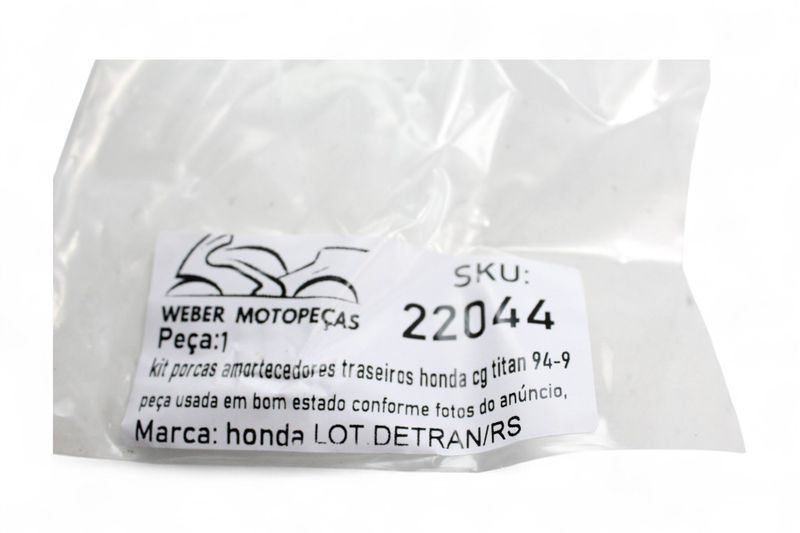 SKU:
22044
WEBER MOTOPEÇAS
Peça:1
kit porcas amortecedores traseiros honda cg titan 94-9
peça usada em bom estado conforme fotos do anúncio,
Marca: honda LOT.DETRAN/RS